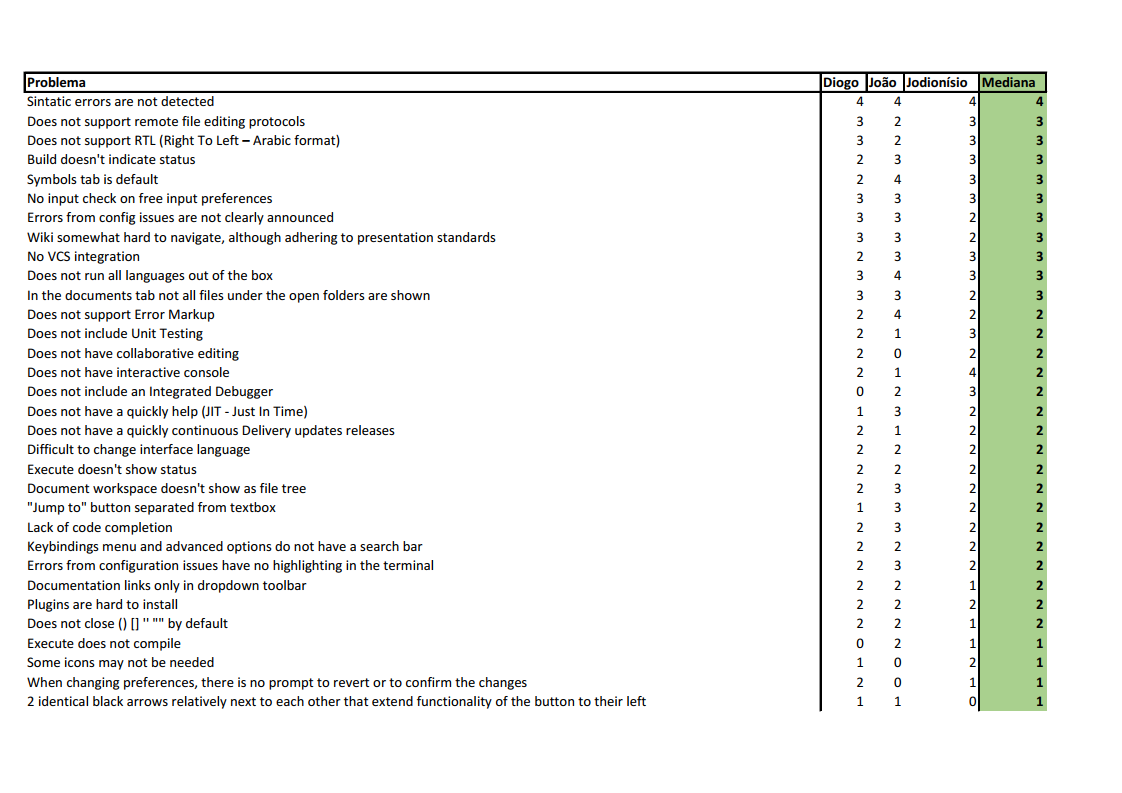 Problema Diogo João Jodionísio Mediana
Sintatic errors are not detected 4 4 4 4
Does not support remote file editing protocols 3 2 3 3
Does not support RTL (Right To Left – Arabic format) 3 2 3 3
Build doesn't indicate status 2 3 3 3
Symbols tab is default 2 4 3 3
No input check on free input preferences 3 3 3 3
Errors from config issues are not clearly announced 3 3 2 3
Wiki somewhat hard to navigate, although adhering to presentation standards 3 3 2 3
No VCS integration 2 3 3 3
Does not run all languages out of the box 3 4 3 3
In the documents tab not all files under the open folders are shown 3 3 2 3
Does not support Error Markup 2 4 2 2
Does not include Unit Testing 2 1 3 2
Does not have collaborative editing 2 0 2 2
Does not have interactive console 2 1 4 2
Does not include an Integrated Debugger 0 2 3 2
Does not have a quickly help (JIT - Just In Time) 1 3 2 2
Does not have a quickly continuous Delivery updates releases 2 1 2 2
Difficult to change interface language 2 2 2 2
Execute doesn't show status 2 2 2 2
Document workspace doesn't show as file tree 2 3 2 2
"Jump to" button separated from textbox 1 3 2 2
Lack of code completion 2 3 2 2
Keybindings menu and advanced options do not have a search bar 2 2 2 2
Errors from configuration issues have no highlighting in the terminal 2 3 2 2
Documentation links only in dropdown toolbar 2 2 1 2
Plugins are hard to install 2 2 2 2
Does not close () [] '' "" by default 2 2 1 2
Execute does not compile 0 2 1 1
Some icons may not be needed 1 0 2 1
When changing preferences, there is no prompt to revert or to confirm the changes 2 0 1 1
2 identical black arrows relatively next to each other that extend functionality of the button to their left 1 1 0 1